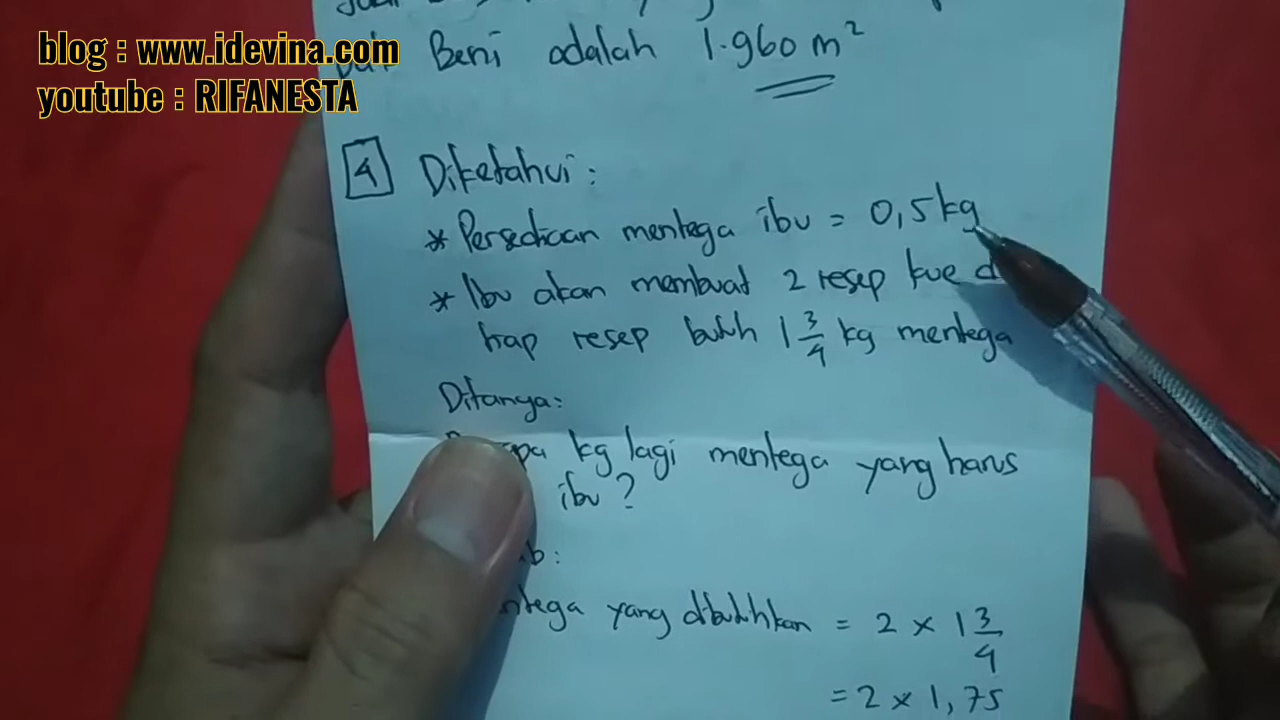 blog : www.idevina.com
youtube : RIFANESTA
Beni adalah 1.960 m²
4 Diketahui :
* Persediaan mentega ibu = 0,5 kg
* Ibu akan membuat 2 resep kue d
tiap resep butuh 1 3/4 kg mentega
Ditanya:
kg lagi mentega yang harus
ibu ?
b :
ntega yang dibutuhkan = 2 × 1 3/4
= 2 × 1,75